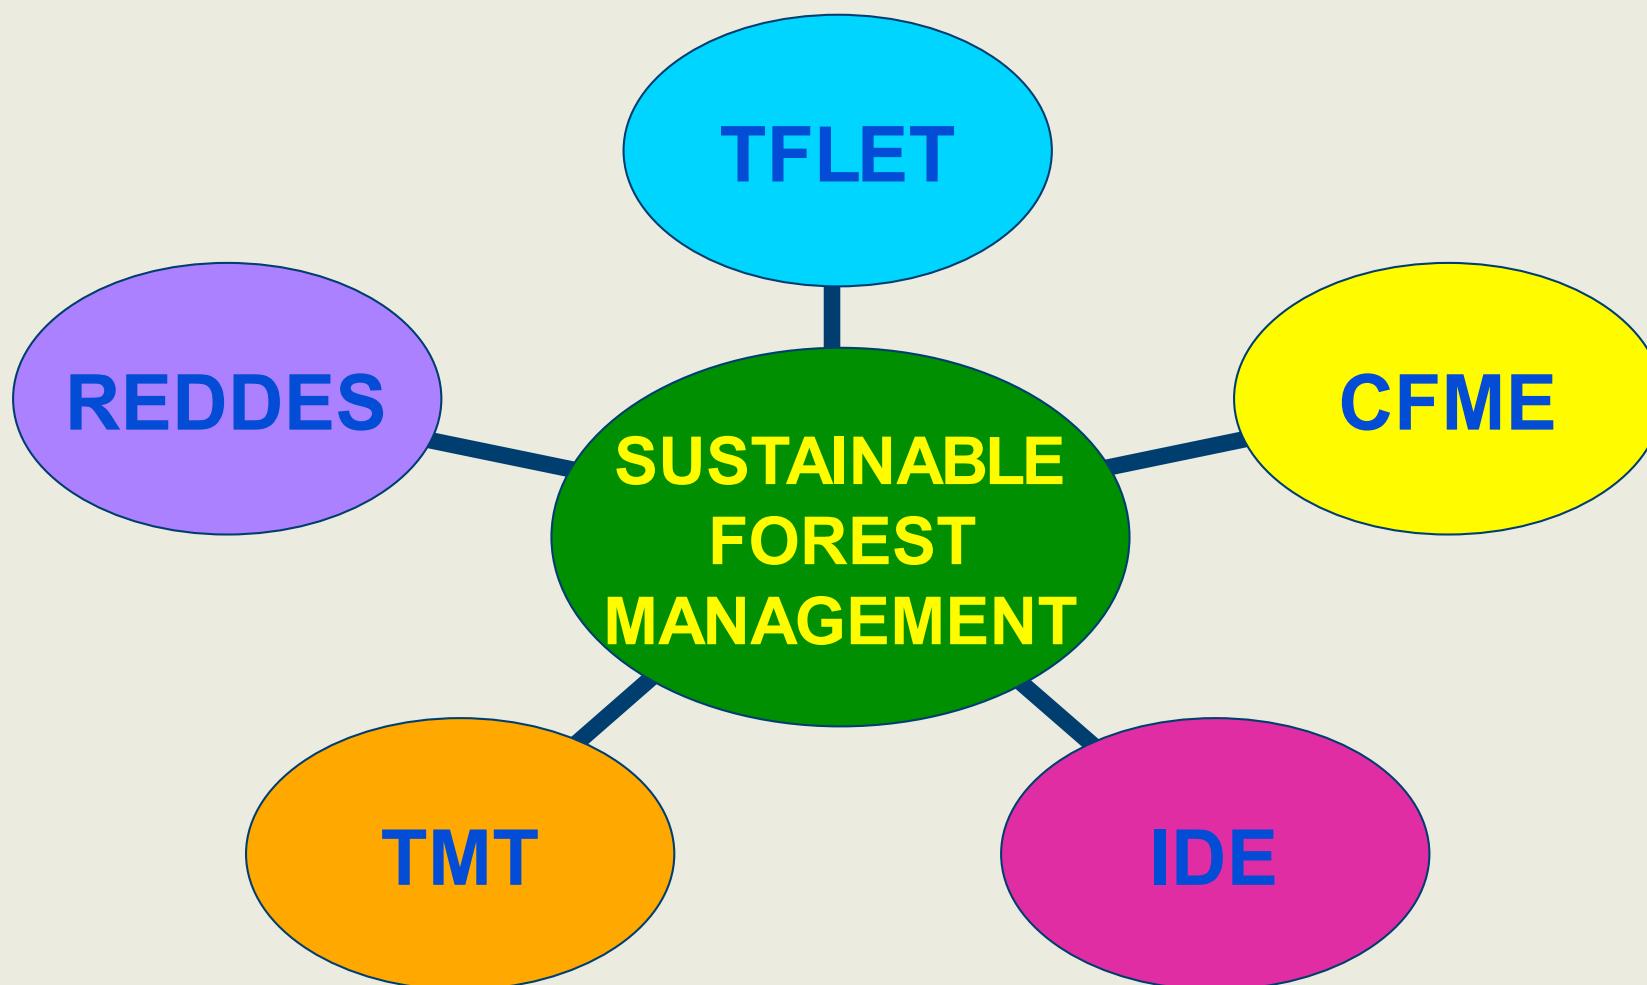 TFLET
REDDES
CFME
SUSTAINABLE
FOREST
MANAGEMENT
TMT
IDE